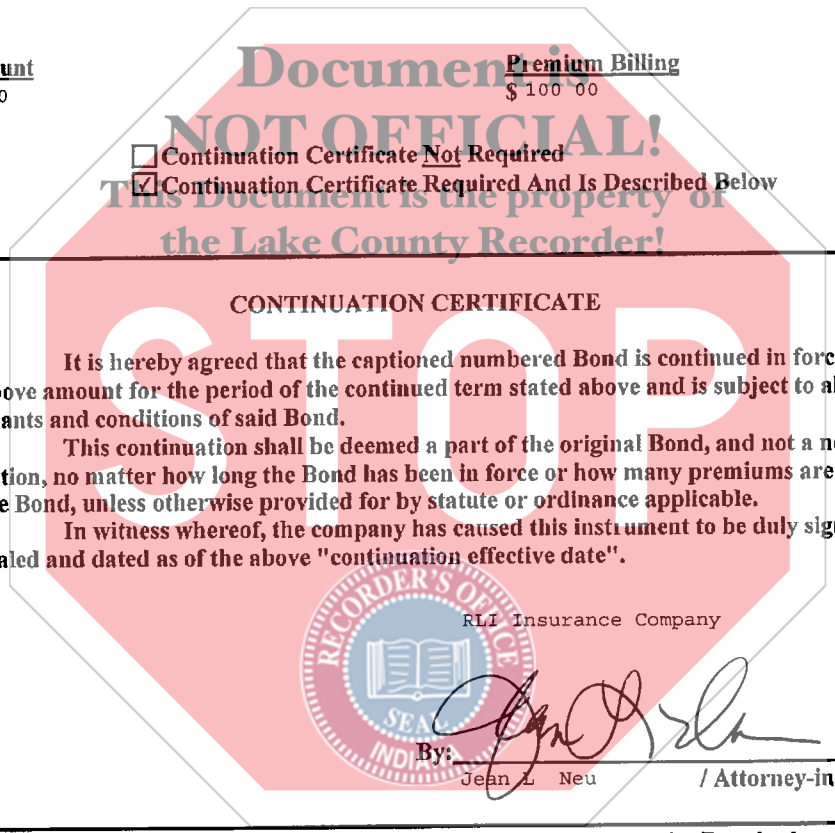 unt
Premium Billing
0
$ 100 00
Document is
NOT OFFICIAL!
This Document is the property of
the Lake County Recorder!
Continuation Certificate Not Required
Continuation Certificate Required And Is Described Below
STOP
CONTINUATION CERTIFICATE
It is hereby agreed that the captioned numbered Bond is continued in forc
ove amount for the period of the continued term stated above and is subject to a
ants and conditions of said Bond.
This continuation shall be deemed a part of the original Bond, and not a n
tion, no matter how long the Bond has been in force or how many premiums are
e Bond, unless otherwise provided for by statute or ordinance applicable.
In witness whereof, the company has caused this instrument to be duly sig
aled and dated as of the above "continuation effective date".
RECORDER'S OFFICE
SEAL
INDIANA
RLI Insurance Company
By:
Jean L Neu / Attorney-in